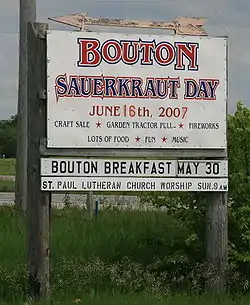 BOUTON
SAUERKRAUT DAY
JUNE 16th, 2007
CRAFT SALE ★ GARDEN TRACTOR PULL ★ FIREWORKS
LOTS OF FOOD ★ FUN ★ MUSIC
BOUTON BREAKFAST MAY 30
ST. PAUL LUTHERAN CHURCH WORSHIP SUN. 9 AM